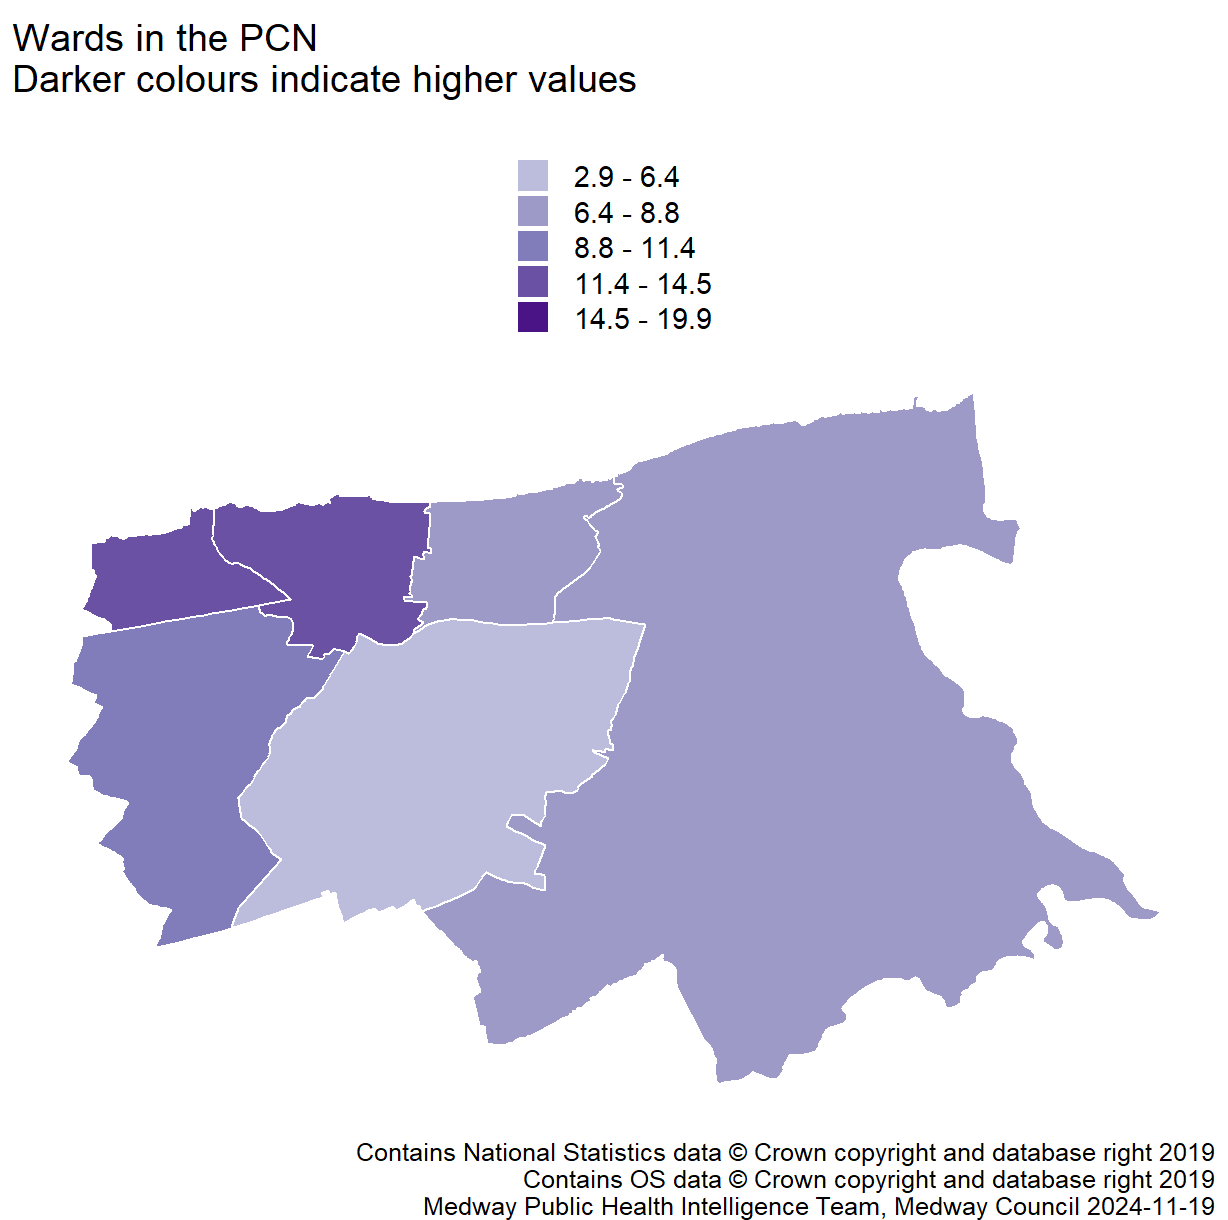 Wards in the PCN
Darker colours indicate higher values
2.9 - 6.4
6.4 - 8.8
8.8 - 11.4
11.4 - 14.5
14.5 - 19.9
Contains National Statistics data © Crown copyright and database right 2019
Contains OS data © Crown copyright and database right 2019
Medway Public Health Intelligence Team, Medway Council 2024-11-19